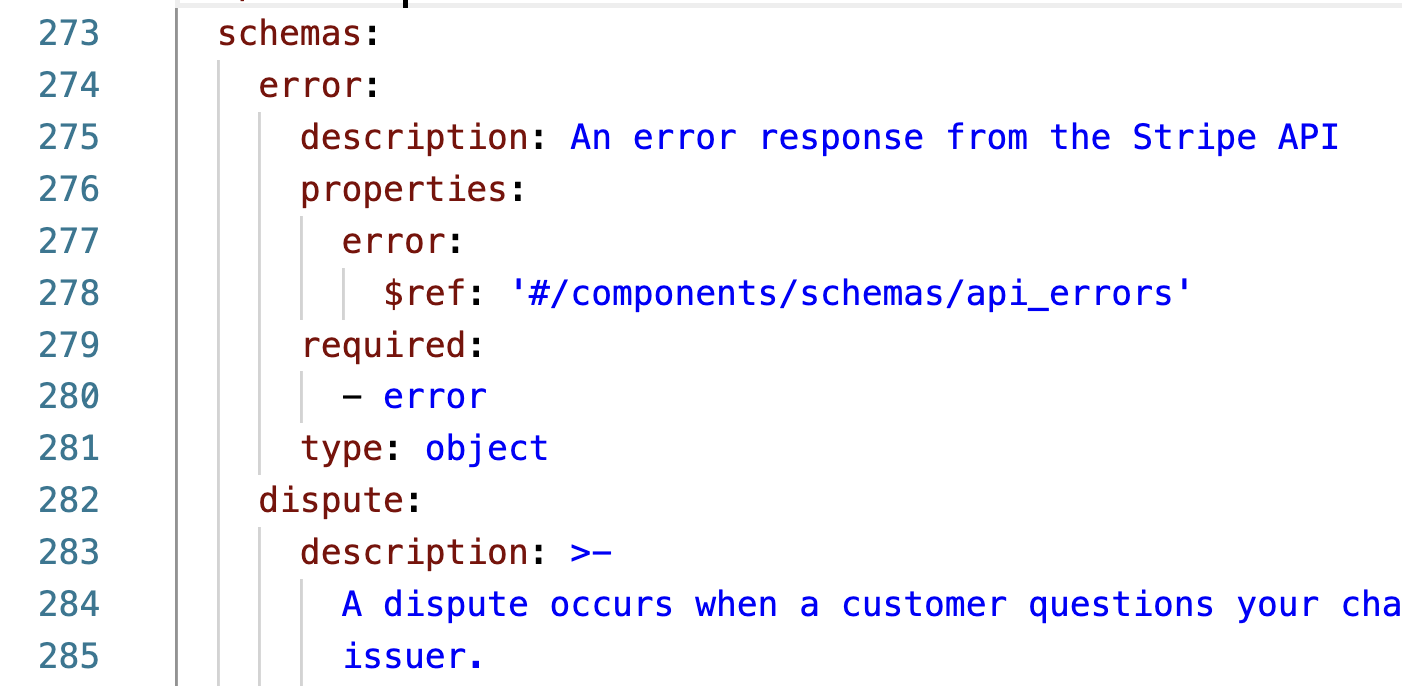 273 schemas:
274 error:
275 description: An error response from the Stripe API
276 properties:
277 error:
278 $ref: '#/components/schemas/api_errors'
279 required:
280 - error
281 type: object
282 dispute:
283 description: >-
284 A dispute occurs when a customer questions your cha
285 issuer.